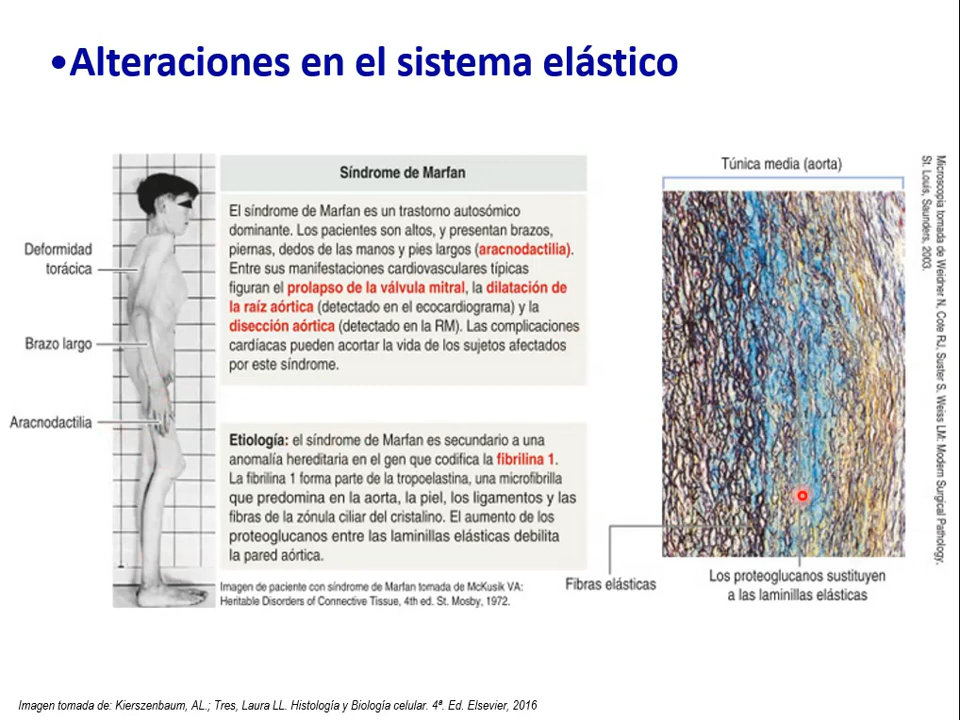 •Alteraciones en el sistema elástico
Síndrome de Marfan
El síndrome de Marfan es un trastorno autosómico
dominante. Los pacientes son altos, y presentan brazos,
piernas, dedos de las manos y pies largos (aracnodactilia).
Entre sus manifestaciones cardiovasculares típicas
figuran el prolapso de la válvula mitral, la dilatación de
la raíz aórtica (detectado en el ecocardiograma) y la
disección aórtica (detectado en la RM). Las complicaciones
cardíacas pueden acortar la vida de los sujetos afectados
por este síndrome.
Deformidad
torácica
Brazo largo
Aracnodactilia
Etiología: el síndrome de Marfan es secundario a una
anomalía hereditaria en el gen que codifica la fibrilina 1.
La fibrilina 1 forma parte de la tropoelastina, una microfibrilla
que predomina en la aorta, la piel, los ligamentos y las
fibras de la zónula ciliar del cristalino. El aumento de los
proteoglucanos entre las laminillas elásticas debilita
la pared aórtica.
Imagen de paciente con síndrome de Marfan tomada de McKusik VA:
Heritable Disorders of Connective Tissue, 4th ed. St. Mosby, 1972.
Túnica media (aorta)
Fibras elásticas
Los proteoglucanos sustituyen
a las laminillas elásticas
Microscopia tomada de Weidner N, Cote RJ, Suster S, Weiss LM: Modern Surgical Pathology.
St. Louis, Saunders, 2003.
Imagen tomada de: Kierszenbaum, AL.; Tres, Laura LL. Histología y Biología celular. 4ª. Ed. Elsevier, 2016